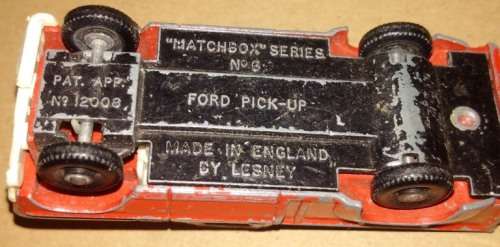 "MATCHBOX" SERIES
Nº 6
PAT. APP.
Nº 12008
FORD PICK-UP
MADE IN ENGLAND
BY LESNEY